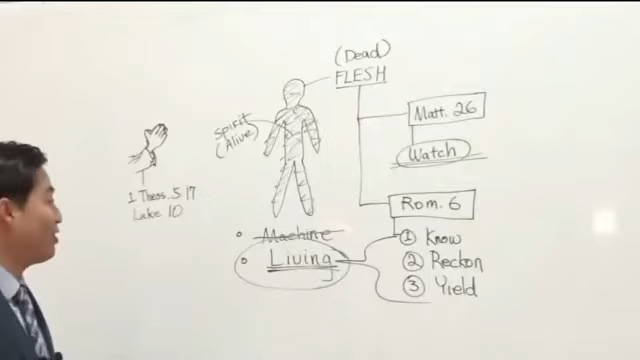 (Dead)
FLESH
Spirit
(Alive)
Matt. 26
Watch
1 Thess. 5:17
Luke 10
Rom. 6
Machine
Living
① Know
② Reckon
③ Yield